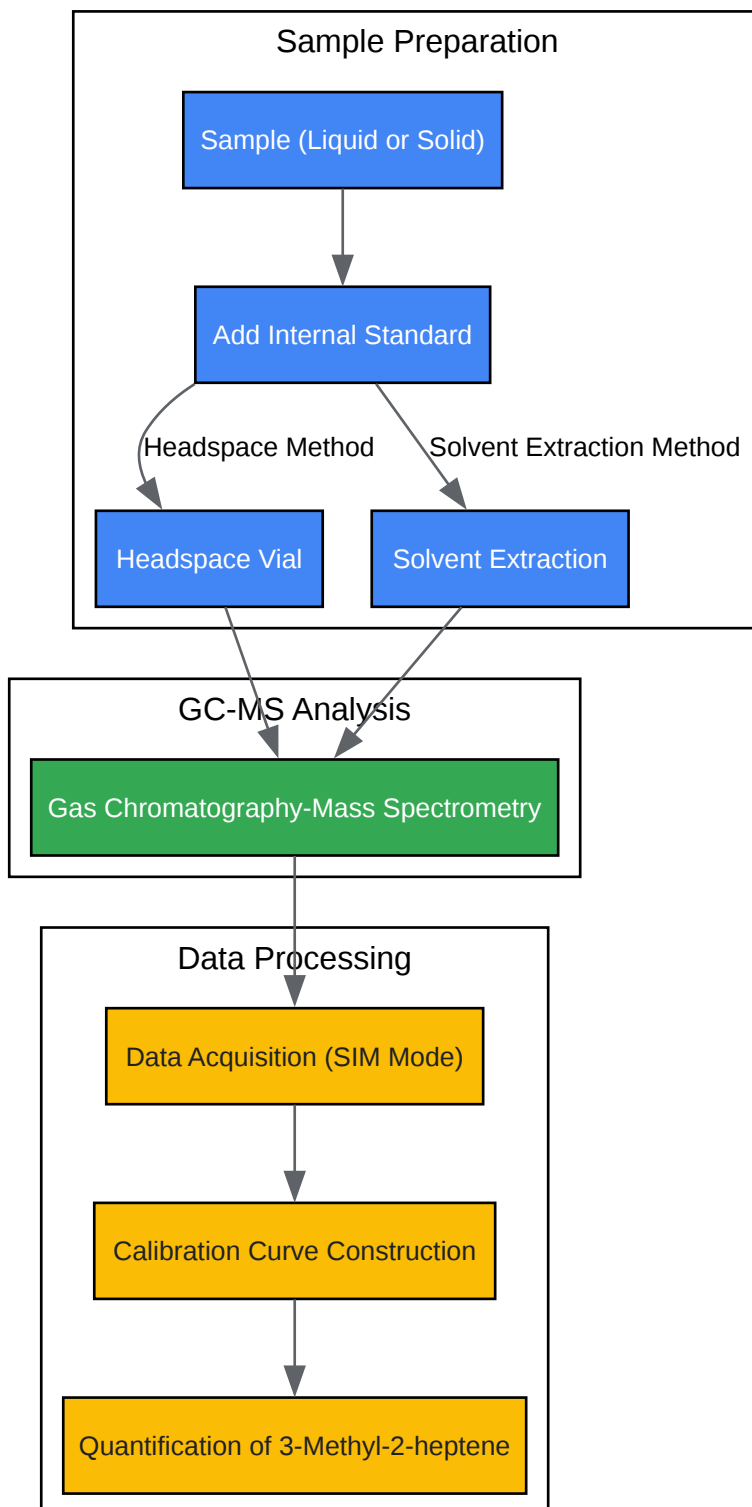 Sample Preparation
Sample (Liquid or Solid)
Add Internal Standard
Headspace Method
Solvent Extraction Method
Headspace Vial
Solvent Extraction
GC-MS Analysis
Gas Chromatography-Mass Spectrometry
Data Processing
Data Acquisition (SIM Mode)
Calibration Curve Construction
Quantification of 3-Methyl-2-heptene